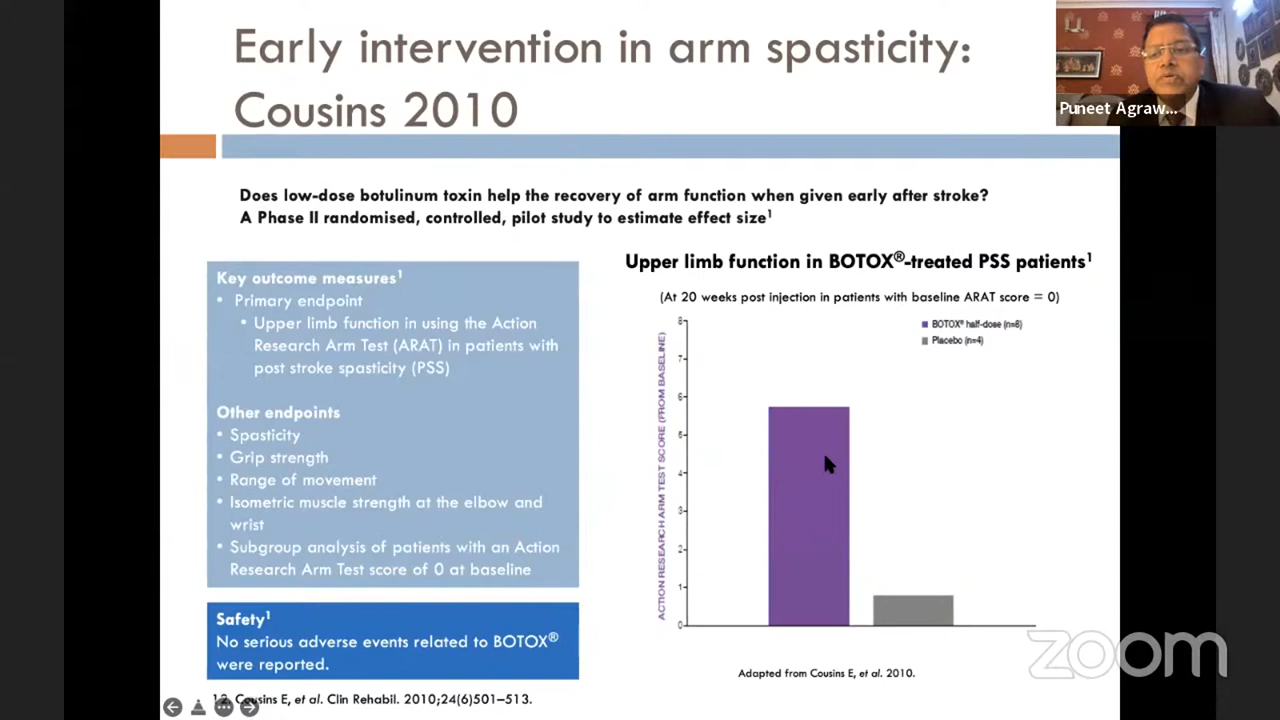 Early intervention in arm spasticity:
Cousins 2010
Puneet Agraw...
Does low-dose botulinum toxin help the recovery of arm function when given early after stroke?
A Phase II randomised, controlled, pilot study to estimate effect size¹
Key outcome measures¹
• Primary endpoint
• Upper limb function in using the Action
Research Arm Test (ARAT) in patients with
post stroke spasticity (PSS)
Other endpoints
• Spasticity
• Grip strength
• Range of movement
• Isometric muscle strength at the elbow and
wrist
• Subgroup analysis of patients with an Action
Research Arm Test score of 0 at baseline
Safety¹
No serious adverse events related to BOTOX®
were reported.
Upper limb function in BOTOX®-treated PSS patients¹
(At 20 weeks post injection in patients with baseline ARAT score = 0)
BOTOX® half-dose (n=8)
Placebo (n=4)
ACTION RESEARCH ARM TEST SCORE (FROM BASELINE)
8
7
6
5
4
3
2
1
0
Adapted from Cousins E, et al. 2010.
Cousins E, et al. Clin Rehabil. 2010;24(6)501–513.
zoom